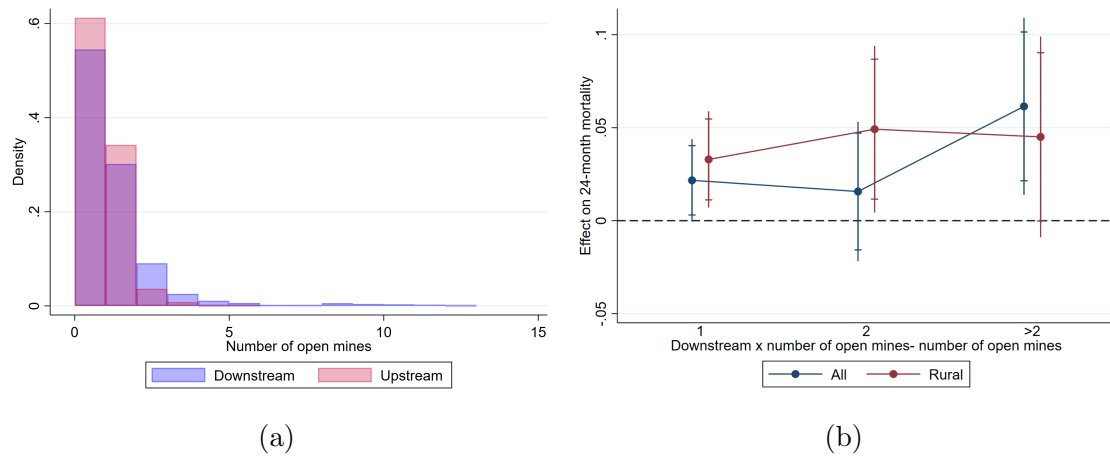 Density
.6
.4
.2
0
0 5 10 15
Number of open mines
Downstream Upstream
(a)
Effect on 24-month mortality
.1
.05
0
-.05
1 2 >2
Downstream x number of open mines- number of open mines
All Rural
(b)